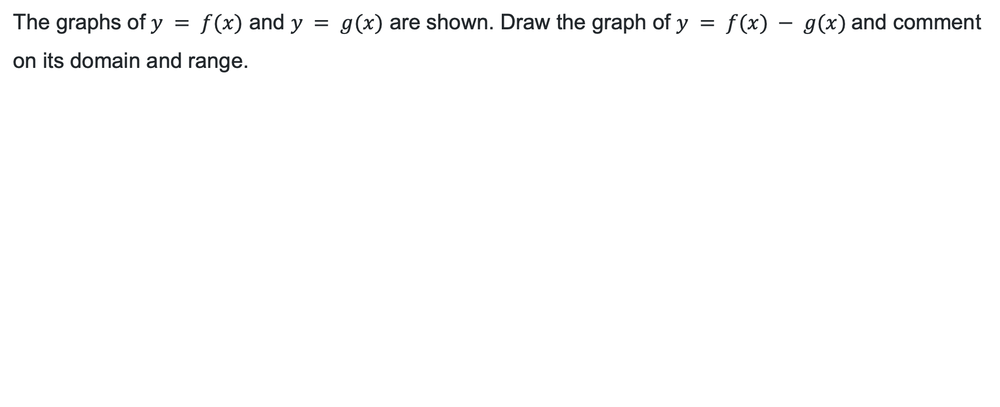 The graphs of y = f(x) and y = g(x) are shown. Draw the graph of y = f(x) − g(x) and comment
on its domain and range.